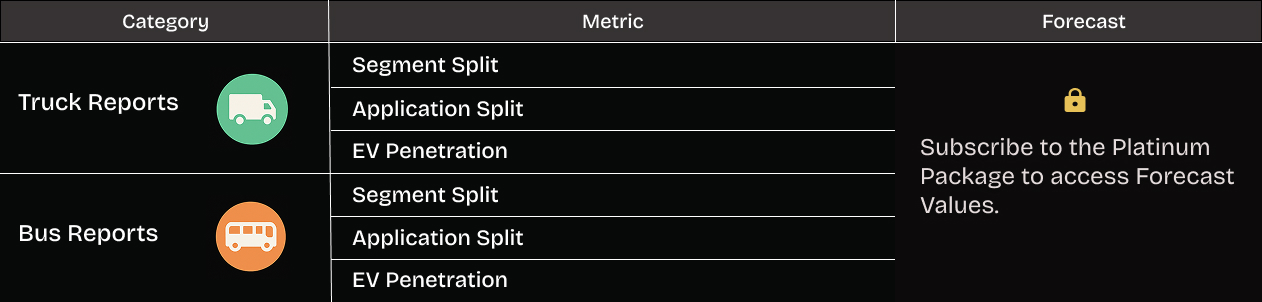 Category
Metric
Forecast
Truck Reports
Segment Split
Application Split
EV Penetration
Bus Reports
Segment Split
Application Split
EV Penetration
Subscribe to the Platinum
Package to access Forecast
Values.